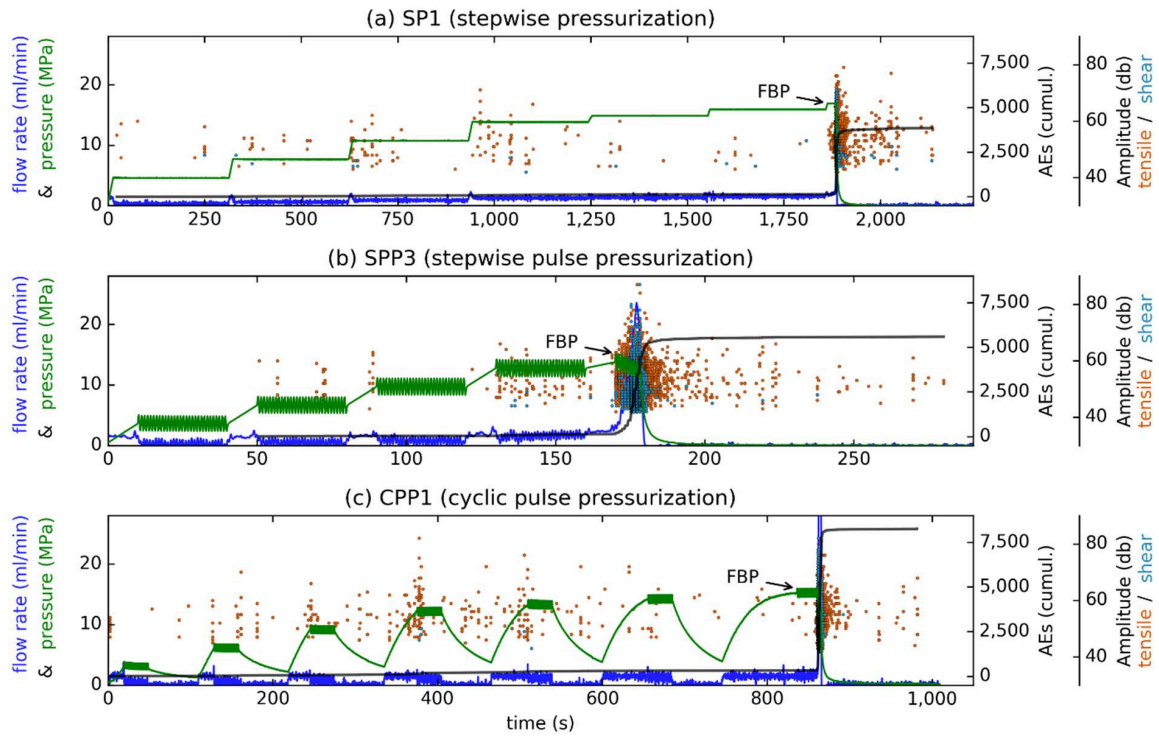 (a) SP1 (stepwise pressurization)
flow rate (ml/min)
& pressure (MPa)
20
10
0
FBP
7,500
5,000
2,500
0
AEs (cumul.)
80
60
40
Amplitude (db)
tensile / shear
0 250 500 750 1,000 1,250 1,500 1,750 2,000
(b) SPP3 (stepwise pulse pressurization)
flow rate (ml/min)
& pressure (MPa)
20
10
0
FBP
7,500
5,000
2,500
0
AEs (cumul.)
80
60
40
Amplitude (db)
tensile / shear
0 50 100 150 200 250
(c) CPP1 (cyclic pulse pressurization)
flow rate (ml/min)
& pressure (MPa)
20
10
0
FBP
7,500
5,000
2,500
0
AEs (cumul.)
80
60
40
Amplitude (db)
tensile / shear
0 200 400 600 800 1,000
time (s)